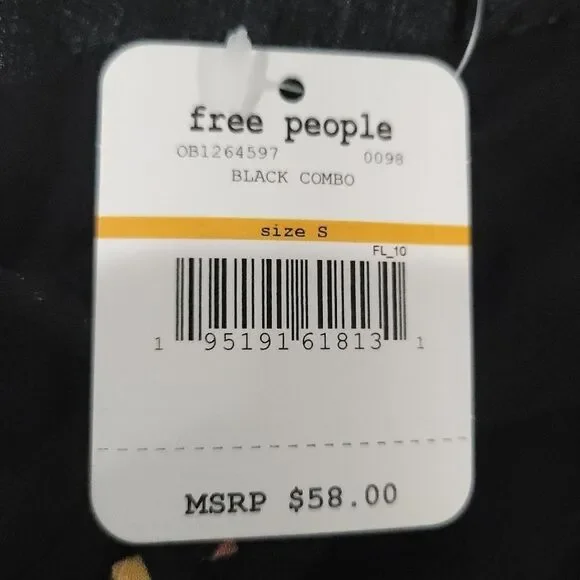 free people
OB1264597 0098
BLACK COMBO
size S
FL_10
1 95191 61813 1
MSRP $58.00